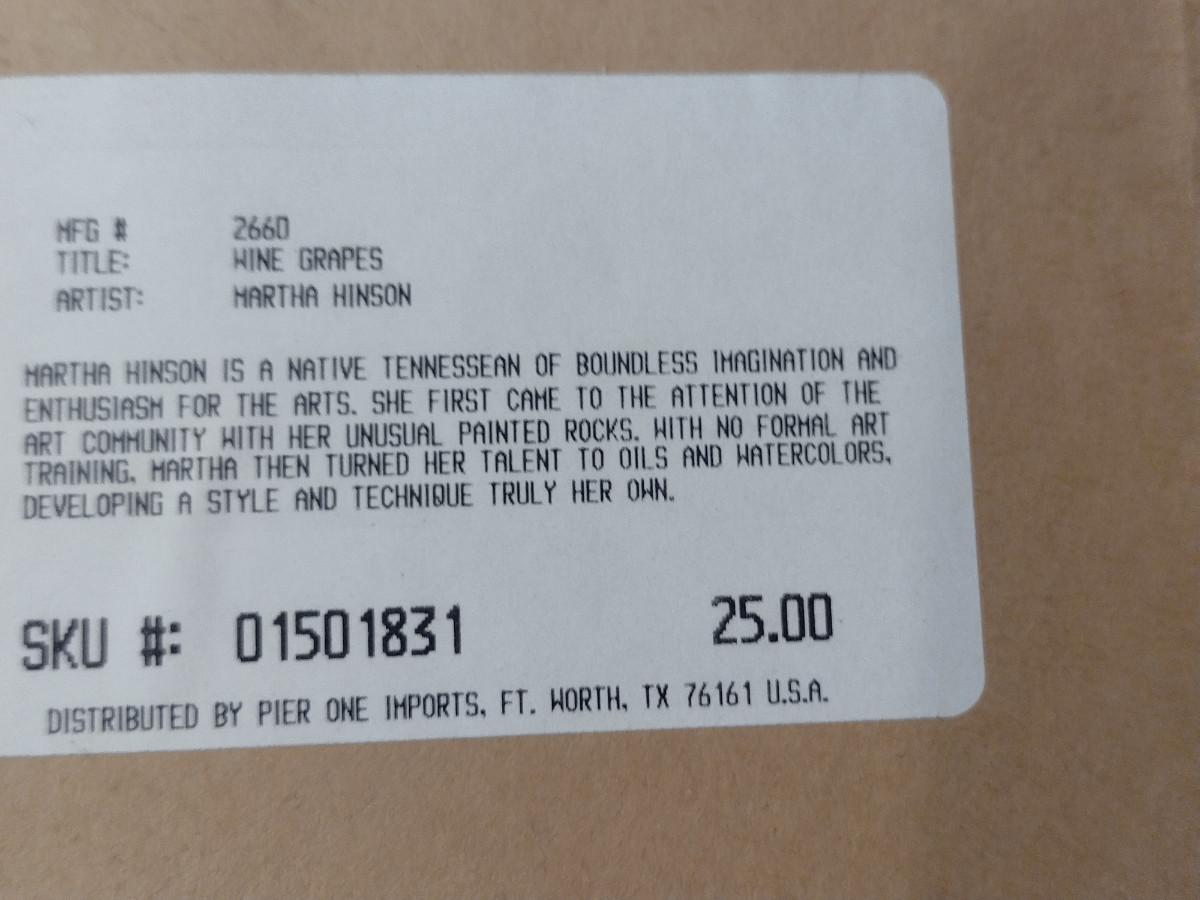 MFG # 2660
TITLE: WINE GRAPES
ARTIST: MARTHA HINSON
MARTHA HINSON IS A NATIVE TENNESSEAN OF BOUNDLESS IMAGINATION AND
ENTHUSIASM FOR THE ARTS. SHE FIRST CAME TO THE ATTENTION OF THE
ART COMMUNITY WITH HER UNUSUAL PAINTED ROCKS. WITH NO FORMAL ART
TRAINING, MARTHA THEN TURNED HER TALENT TO OILS AND WATERCOLORS,
DEVELOPING A STYLE AND TECHNIQUE TRULY HER OWN.
SKU #: 01501831 25.00
DISTRIBUTED BY PIER ONE IMPORTS, FT. WORTH, TX 76161 U.S.A.